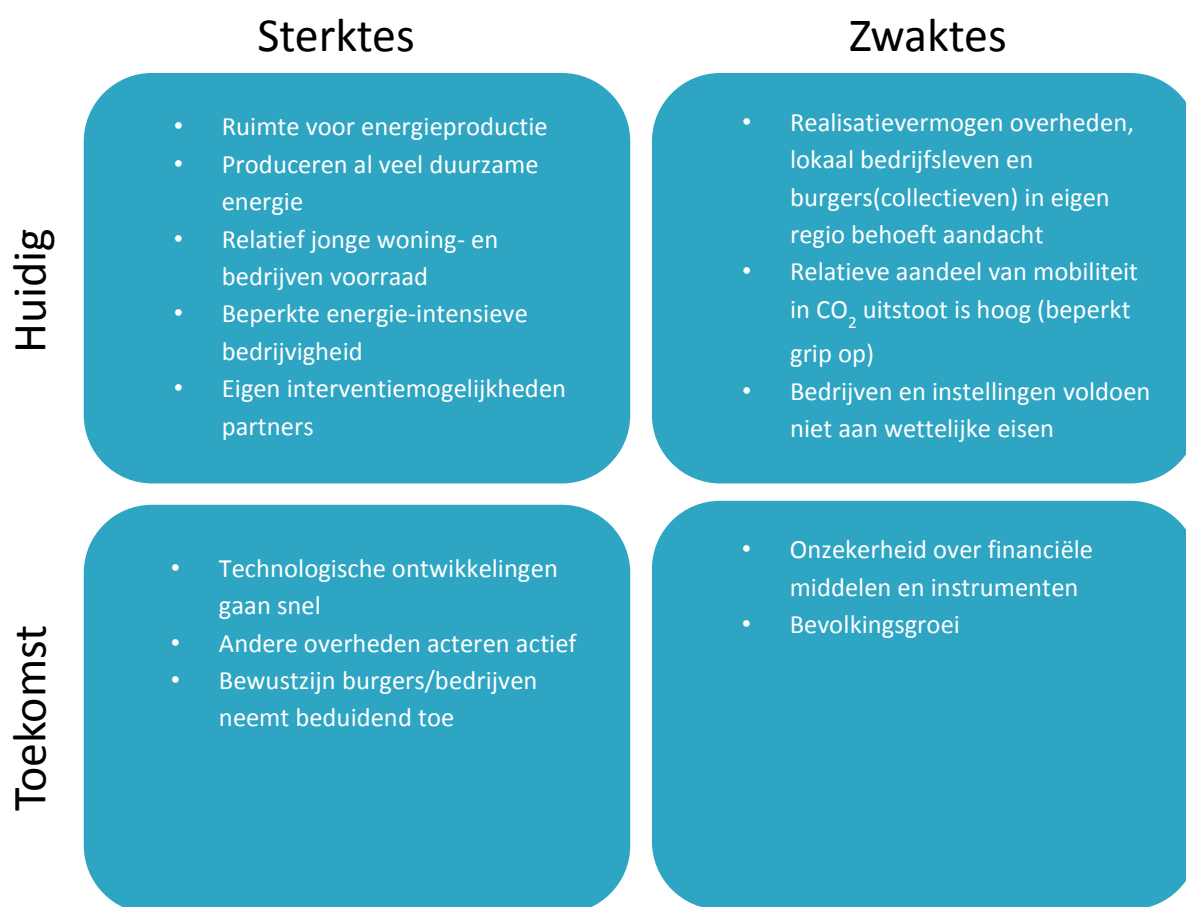 Sterktes
Zwaktes
Huidig
• Ruimte voor energieproductie
• Produceren al veel duurzame
energie
• Relatief jonge woning- en
bedrijven voorraad
• Beperkte energie-intensieve
bedrijvigheid
• Eigen interventiemogelijkheden
partners
• Realisatievermogen overheden,
lokaal bedrijfsleven en
burgers(collectieven) in eigen
regio behoeft aandacht
• Relatieve aandeel van mobiliteit
in CO₂ uitstoot is hoog (beperkt
grip op)
• Bedrijven en instellingen voldoen
niet aan wettelijke eisen
Toekomst
• Technologische ontwikkelingen
gaan snel
• Andere overheden acteren actief
• Bewustzijn burgers/bedrijven
neemt beduidend toe
• Onzekerheid over financiële
middelen en instrumenten
• Bevolkingsgroei